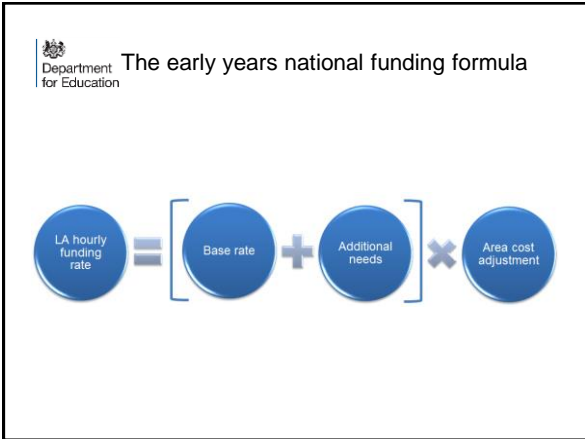 Department
for Education
The early years national funding formula
LA hourly
funding
rate
=
[
Base rate
+
Additional
needs
]
×
Area cost
adjustment